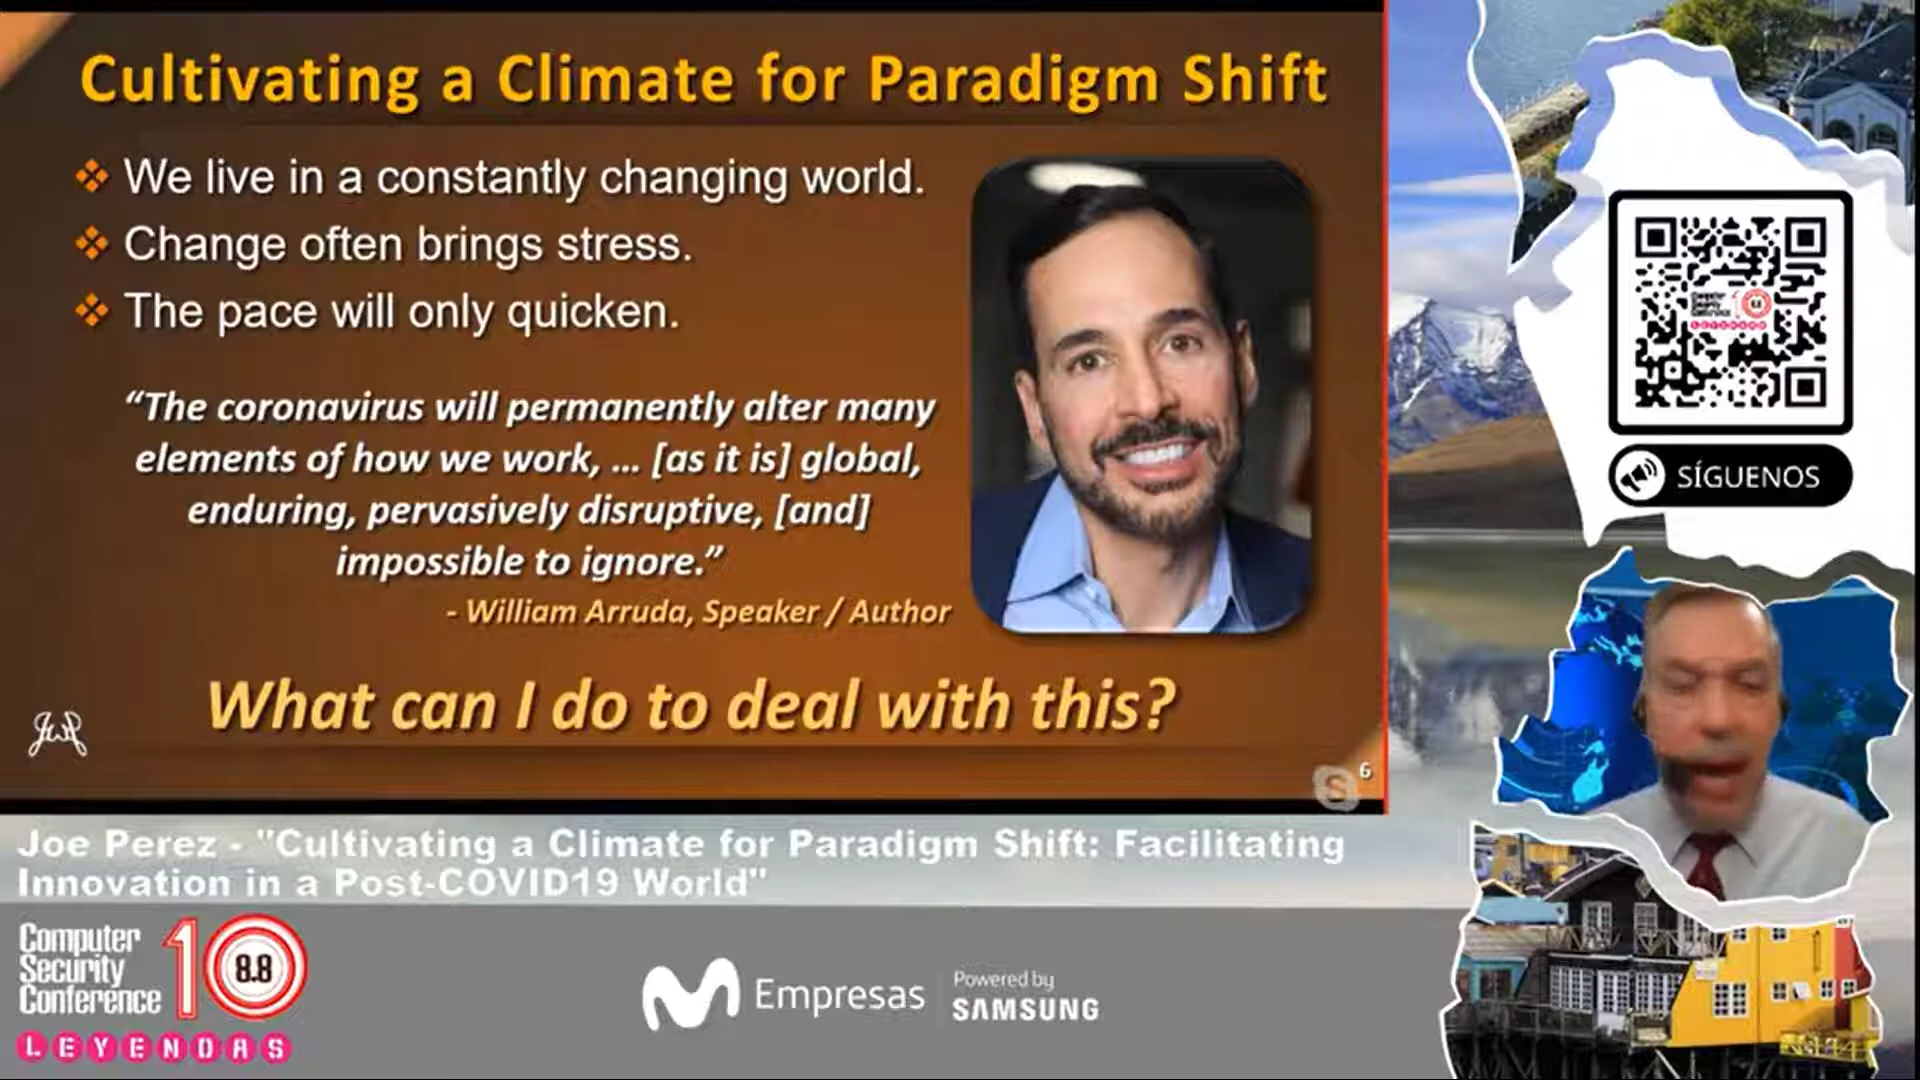 Cultivating a Climate for Paradigm Shift
We live in a constantly changing world.
Change often brings stress.
The pace will only quicken.
“The coronavirus will permanently alter many
elements of how we work, ... [as it is] global,
enduring, pervasively disruptive, [and]
impossible to ignore.”
- William Arruda, Speaker / Author
What can I do to deal with this?
JWP
S
6
SÍGUENOS
Joe Perez - "Cultivating a Climate for Paradigm Shift: Facilitating
Innovation in a Post-COVID19 World"
Computer
Security
Conference
10
8.8
LEYENDAS
Empresas
Powered by
SAMSUNG